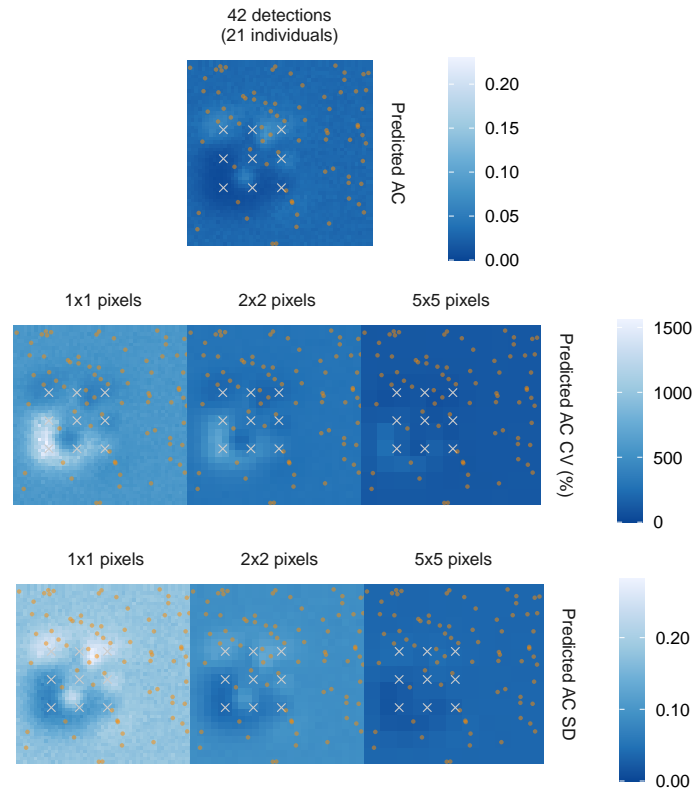 42 detections
(21 individuals)
Predicted AC
0.20
0.15
0.10
0.05
0.00
1x1 pixels
2x2 pixels
5x5 pixels
Predicted AC CV (%)
1500
1000
500
0
1x1 pixels
2x2 pixels
5x5 pixels
Predicted AC SD
0.20
0.10
0.00